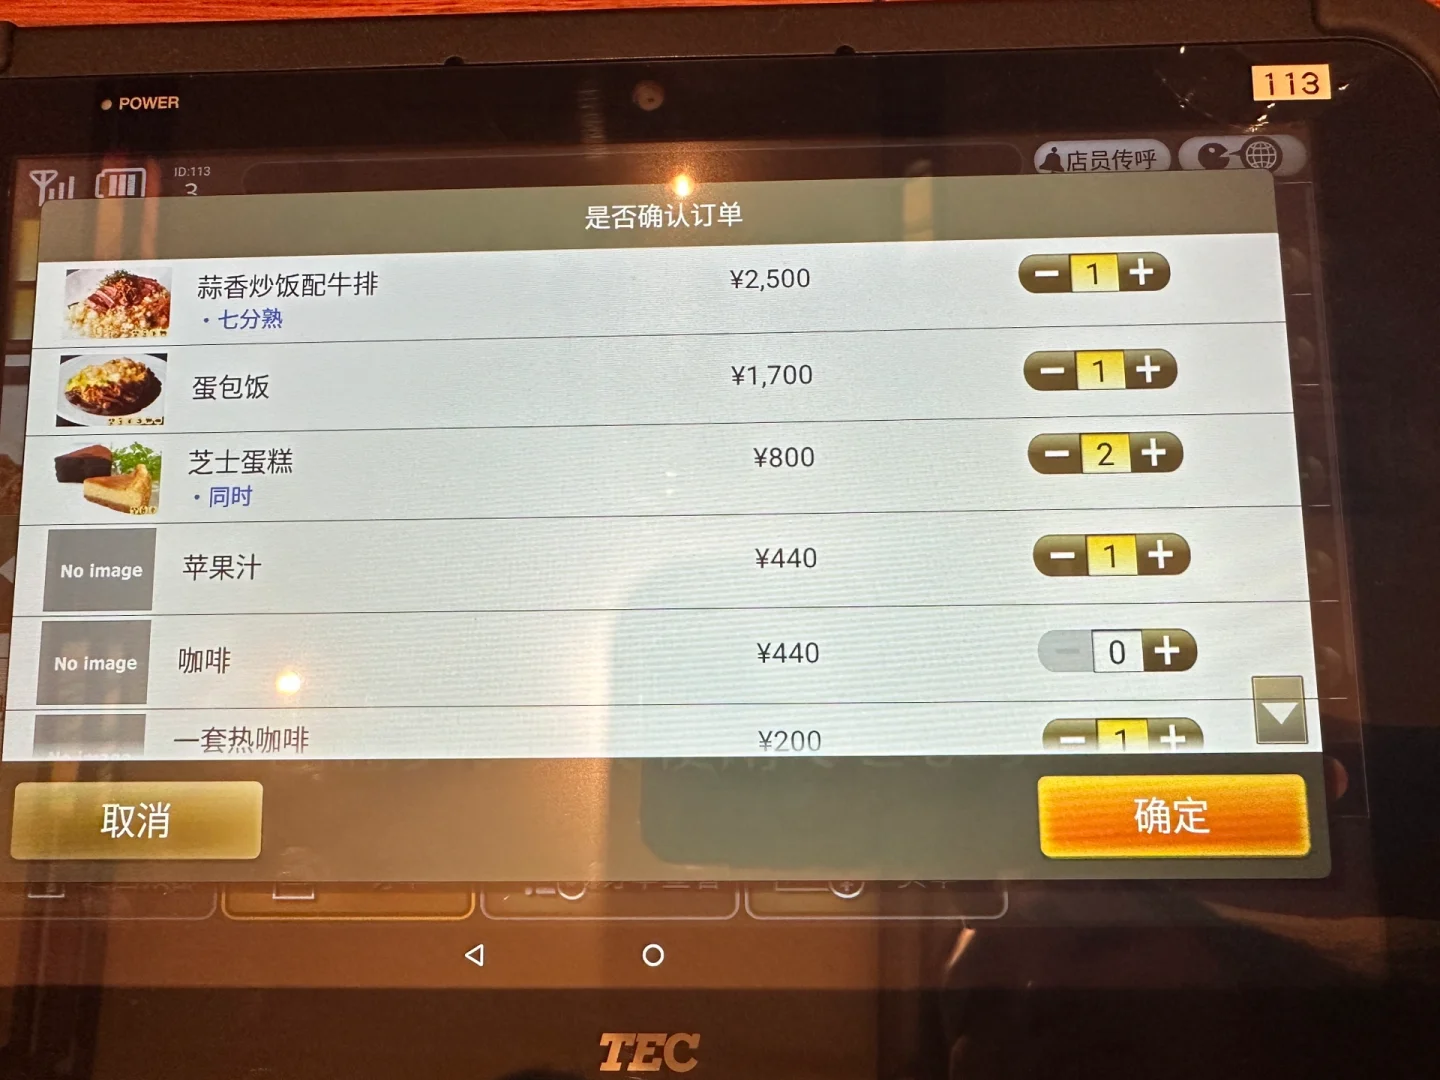 POWER
113
ID:113
3
店员传呼
是否确认订单
蒜香炒饭配牛排 ¥2,500 − 1 +
・七分熟
蛋包饭 ¥1,700 − 1 +
芝士蛋糕 ¥800 − 2 +
・同时
No image 苹果汁 ¥440 − 1 +
No image 咖啡 ¥440 − 0 +
No image 一套热咖啡 ¥200 − 1 +
取消 确定
TEC